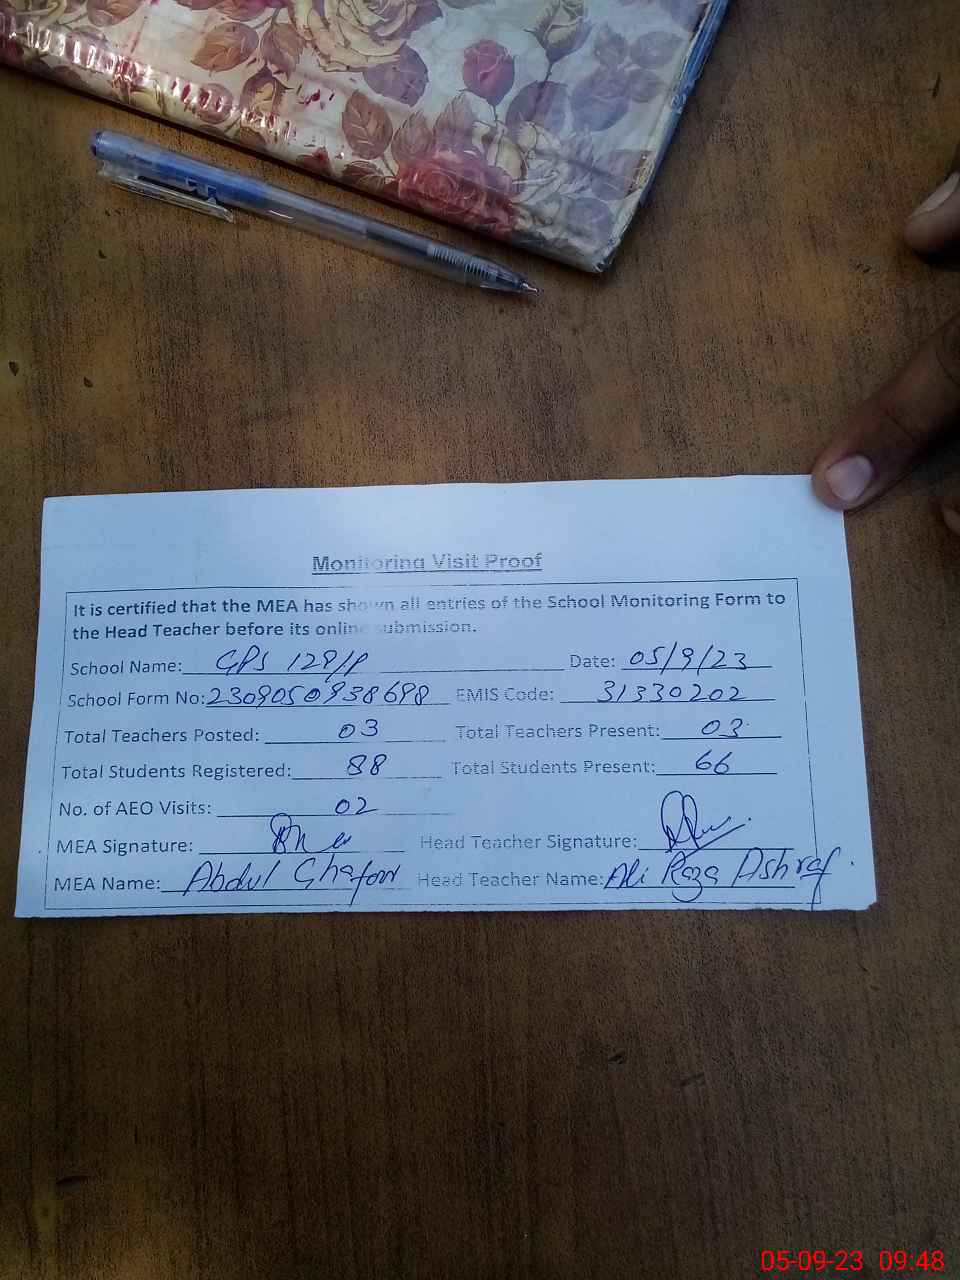 Monitoring Visit Proof
It is certified that the MEA has shown all entries of the School Monitoring Form to
the Head Teacher before its online submission.
School Name: GPS 129/P Date: 05/9/23
School Form No: 2309050938698 EMIS Code: 31330202
Total Teachers Posted: 03 Total Teachers Present: 03
Total Students Registered: 88 Total Students Present: 66
No. of AEO Visits: 02
MEA Signature: Head Teacher Signature:
MEA Name: Abdul Ghafoor Head Teacher Name: Ali Raza Ashraf
05-09-23 09:48